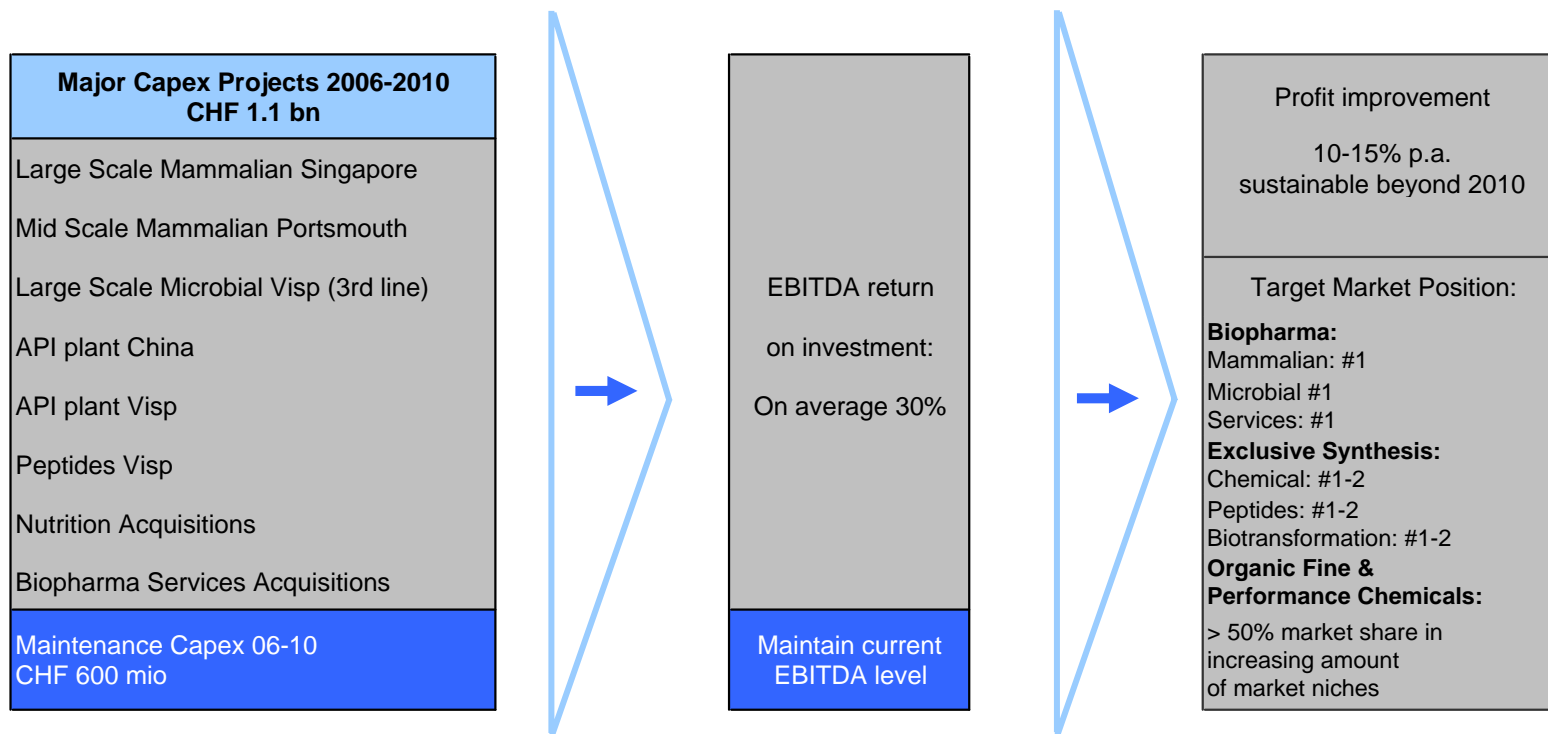 Major Capex Projects 2006-2010
CHF 1.1 bn
Large Scale Mammalian Singapore
Mid Scale Mammalian Portsmouth
Large Scale Microbial Visp (3rd line)
API plant China
API plant Visp
Peptides Visp
Nutrition Acquisitions
Biopharma Services Acquisitions
Maintenance Capex 06-10
CHF 600 mio
EBITDA return
on investment:
On average 30%
Maintain current
EBITDA level
Profit improvement
10-15% p.a.
sustainable beyond 2010
Target Market Position:
Biopharma:
Mammalian: #1
Microbial #1
Services: #1
Exclusive Synthesis:
Chemical: #1-2
Peptides: #1-2
Biotransformation: #1-2
Organic Fine &
Performance Chemicals:
> 50% market share in
increasing amount
of market niches